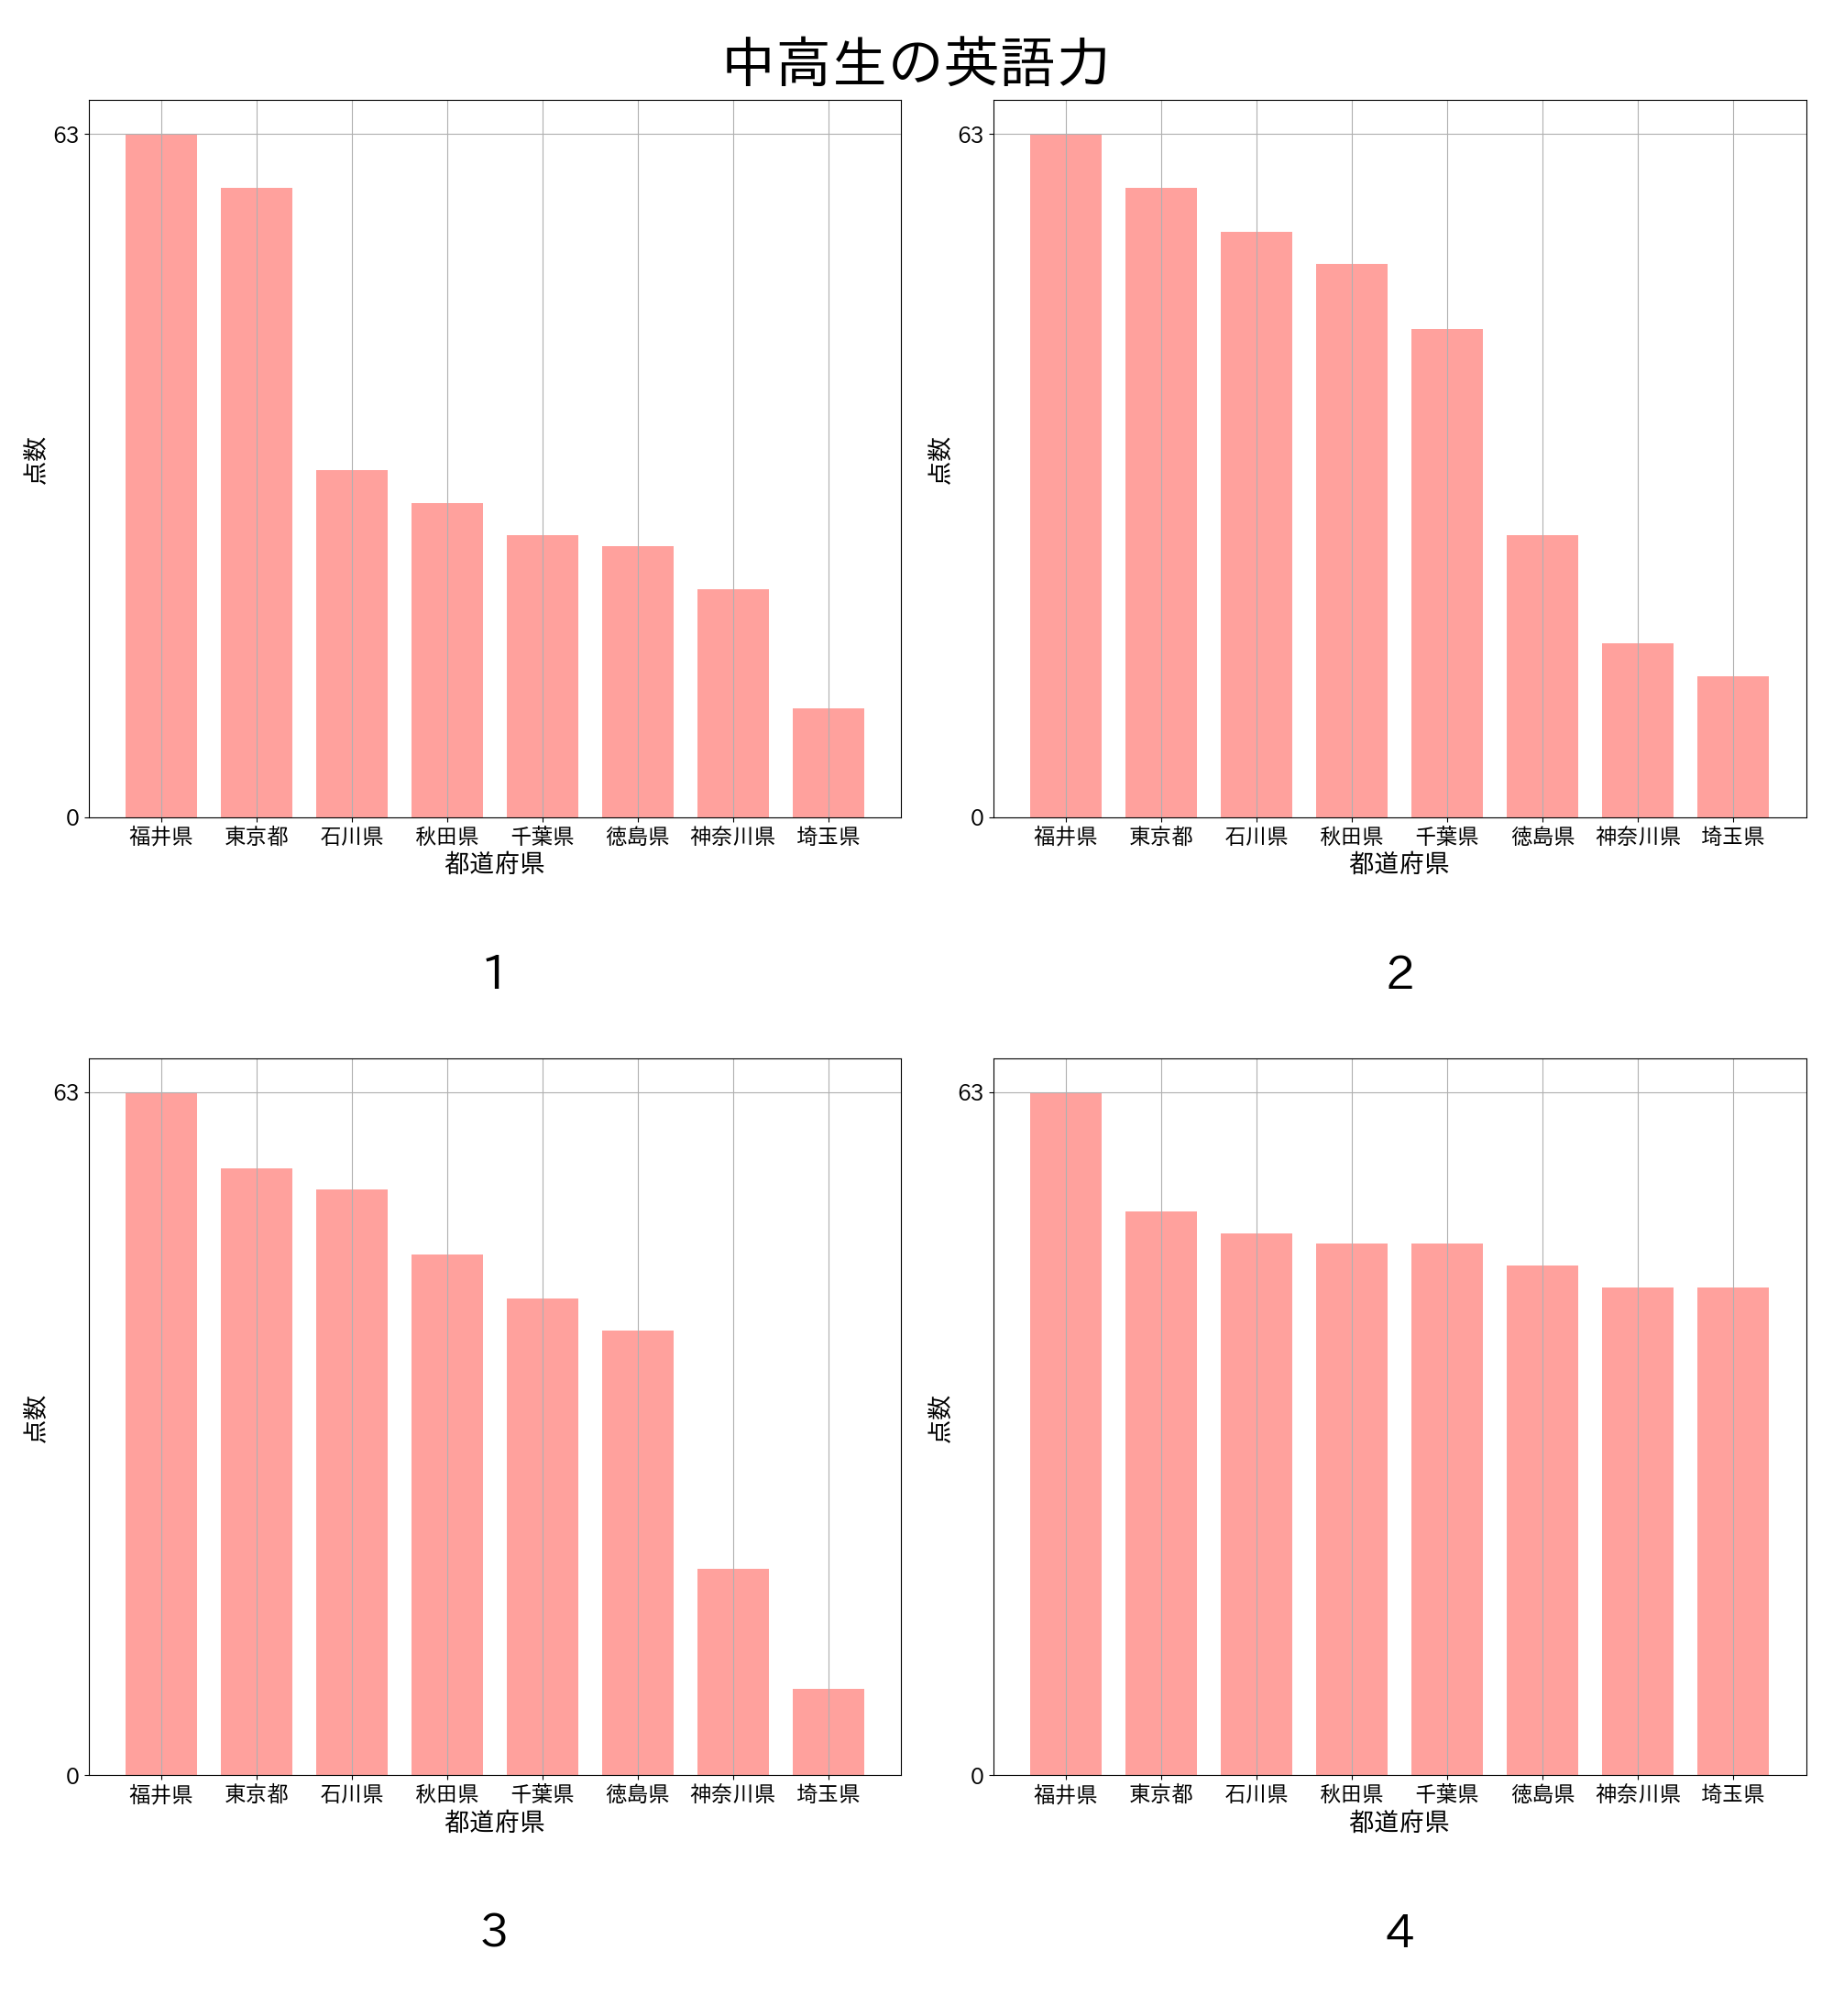 中高生の英語力
63
0
点数
福井県 東京都 石川県 秋田県 千葉県 徳島県 神奈川県 埼玉県
都道府県
1
63
0
点数
福井県 東京都 石川県 秋田県 千葉県 徳島県 神奈川県 埼玉県
都道府県
2
63
0
点数
福井県 東京都 石川県 秋田県 千葉県 徳島県 神奈川県 埼玉県
都道府県
3
63
0
点数
福井県 東京都 石川県 秋田県 千葉県 徳島県 神奈川県 埼玉県
都道府県
4